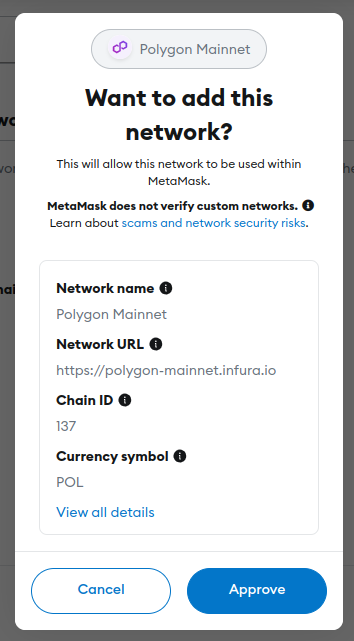 Polygon Mainnet
Want to add this
network?
This will allow this network to be used within
MetaMask.
MetaMask does not verify custom networks.
Learn about scams and network security risks.
Network name
Polygon Mainnet
Network URL
https://polygon-mainnet.infura.io
Chain ID
137
Currency symbol
POL
View all details
Cancel
Approve